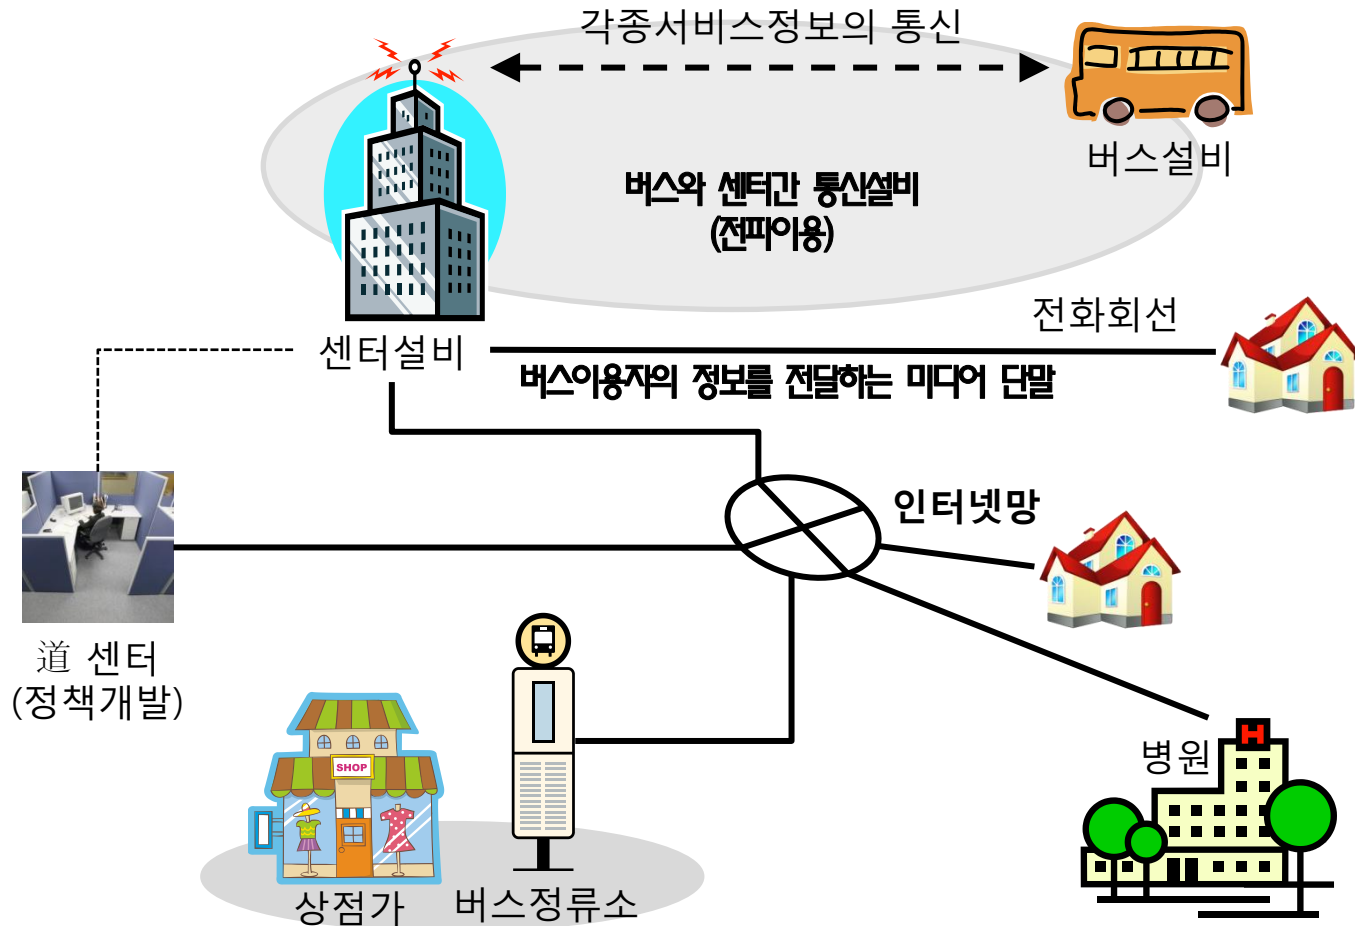 각종서비스정보의 통신
버스설비
버스와 센터간 통신설비
(전파이용)
전화회선
센터설비
버스이용자의 정보를 전달하는 미디어 단말
인터넷망
道 센터
(정책개발)
SHOP
병원
H
상점가
버스정류소